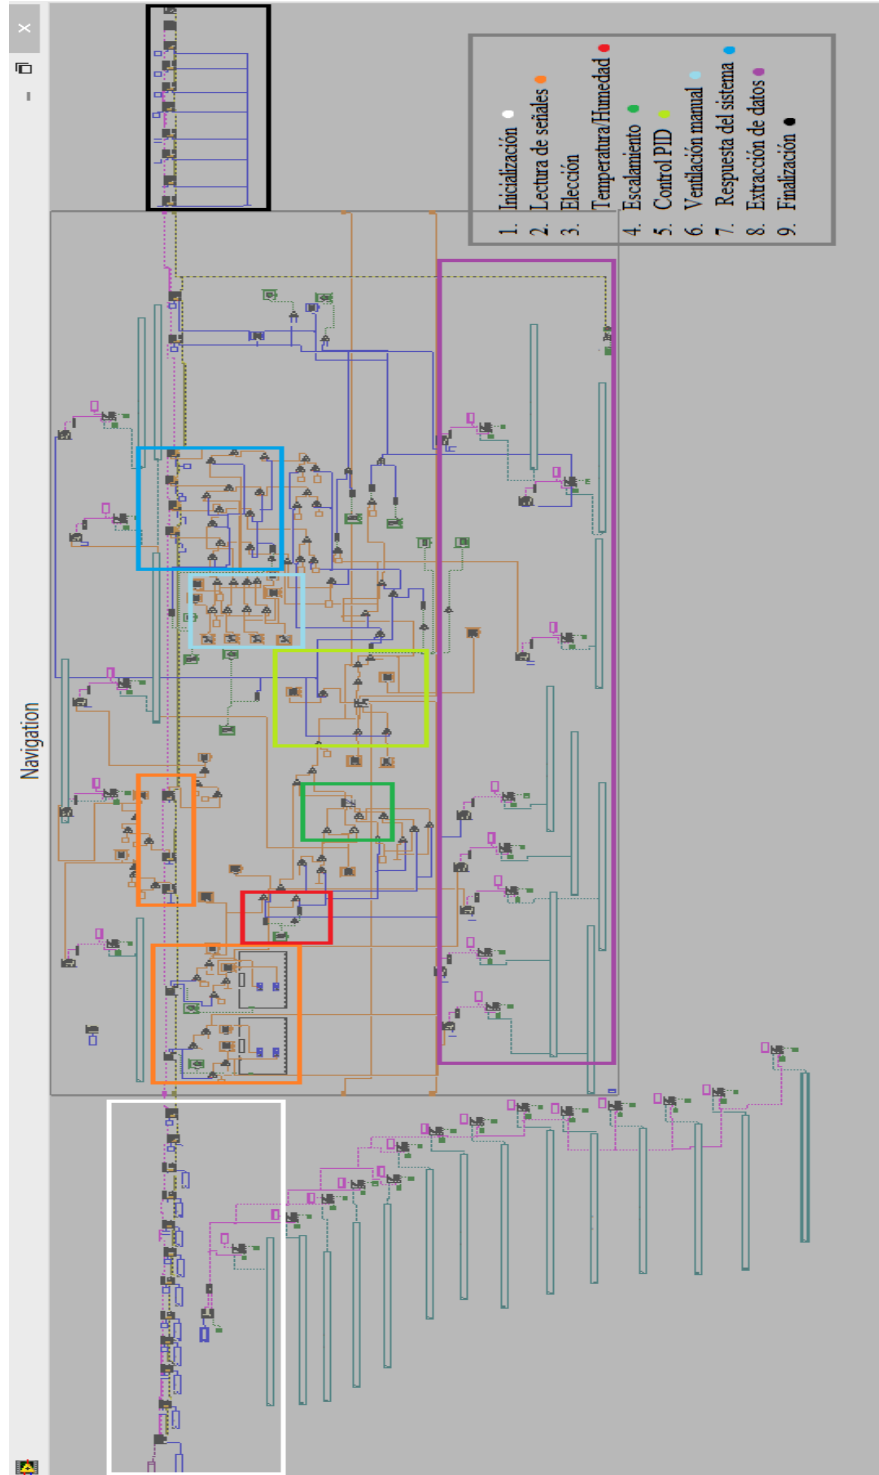 Navigation
1. Inicialización
2. Lectura de señales
3. Elección
Temperatura/Humedad
4. Escalamiento
5. Control PID
6. Ventilación manual
7. Respuesta del sistema
8. Extracción de datos
9. Finalización